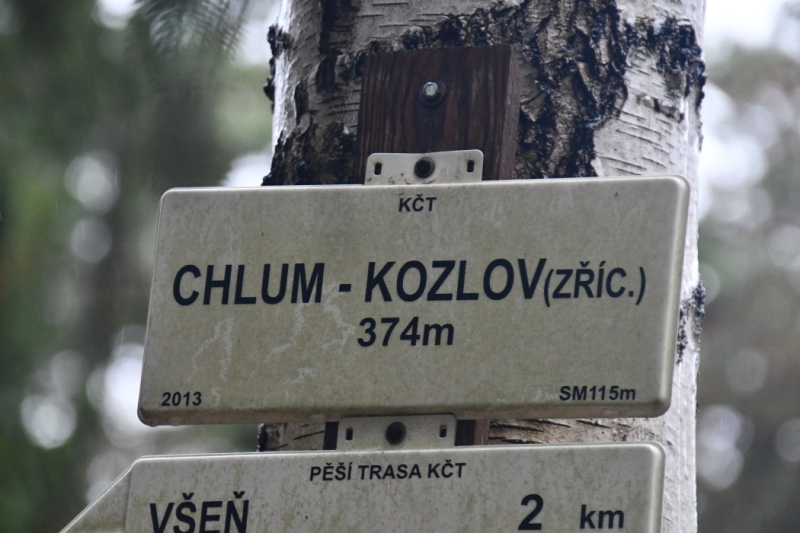 KČT
CHLUM - KOZLOV(ZŘÍC.)
374m
2013 SM115m
PĚŠÍ TRASA KČT
VŠEŇ 2 km